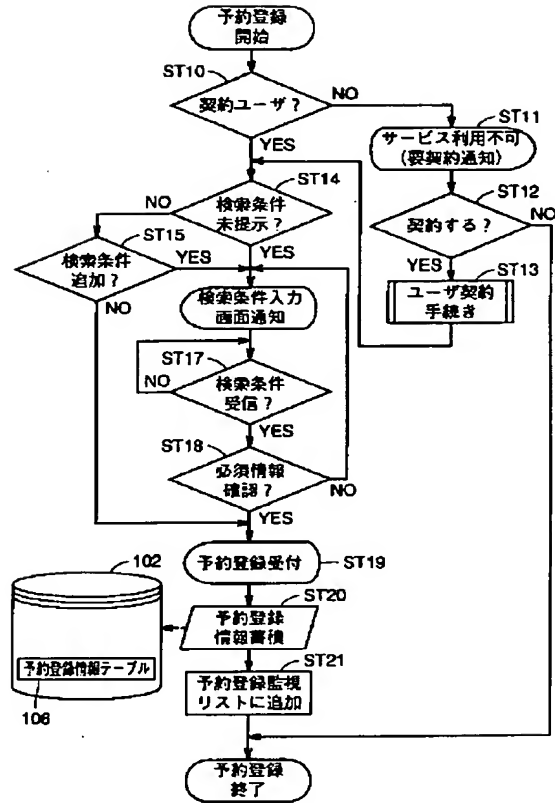 予約登録
開始
ST10
契約ユーザ?
NO
YES
ST11
サービス利用不可
(要契約通知)
ST12
契約する?
NO
YES
ST13
ユーザ契約
手続き
ST14
検索条件
未提示?
NO
YES
ST15
検索条件
追加?
YES
NO
検索条件入力
画面通知
ST17
検索条件
受信?
NO
YES
ST18
必須情報
確認?
NO
YES
予約登録受付
ST19
ST20
予約登録
情報蓄積
102
予約登録情報テーブル
106
ST21
予約登録監視
リストに追加
予約登録
終了